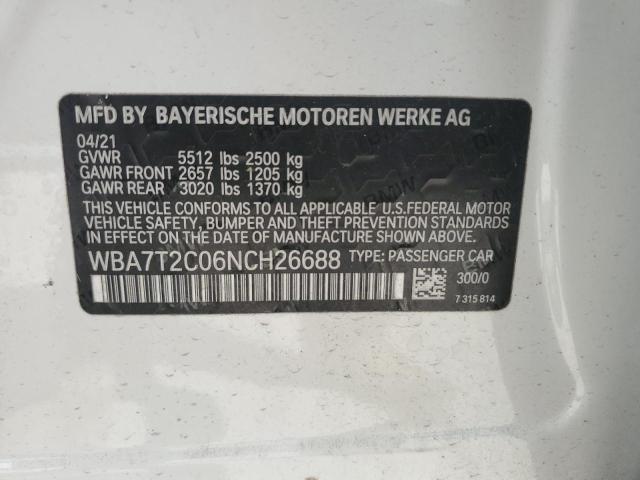 MFD BY BAYERISCHE MOTOREN WERKE AG
04/21
GVWR 5512 lbs 2500 kg
GAWR FRONT 2657 lbs 1205 kg
GAWR REAR 3020 lbs 1370 kg
THIS VEHICLE CONFORMS TO ALL APPLICABLE U.S.FEDERAL MOTOR
VEHICLE SAFETY, BUMPER AND THEFT PREVENTION STANDARDS
IN EFFECT ON THE DATE OF MANUFACTURE SHOWN ABOVE.
WBA7T2C06NCH26688 TYPE: PASSENGER CAR
300/0
7 315 814